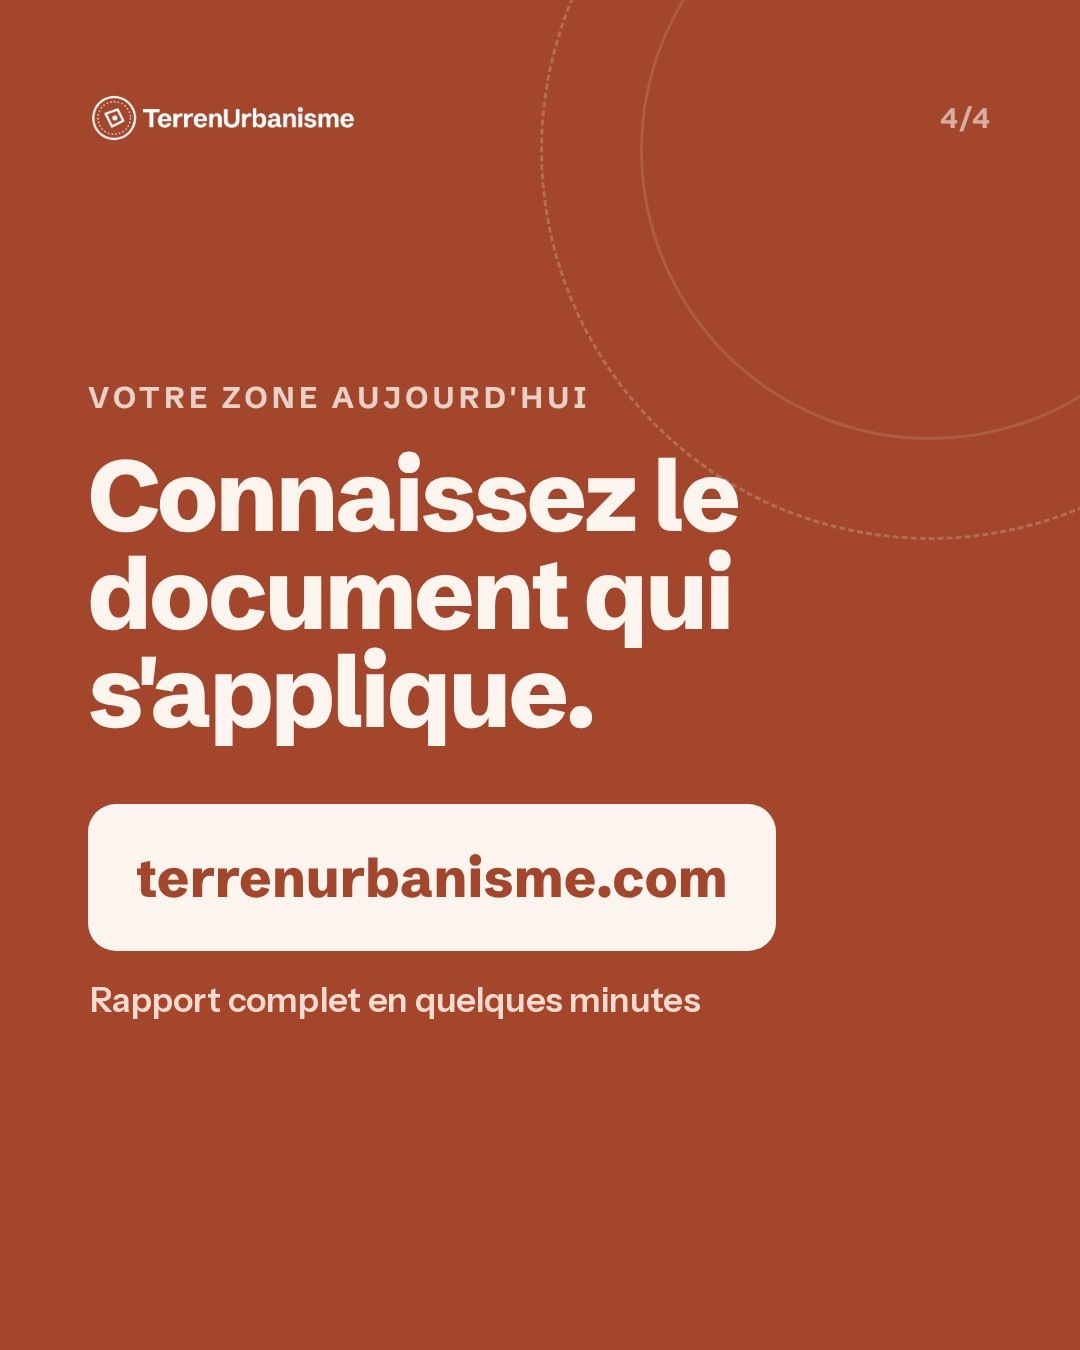 TerrenUrbanisme
4/4
VOTRE ZONE AUJOURD'HUI
Connaissez le
document qui
s'applique.
terrenurbanisme.com
Rapport complet en quelques minutes